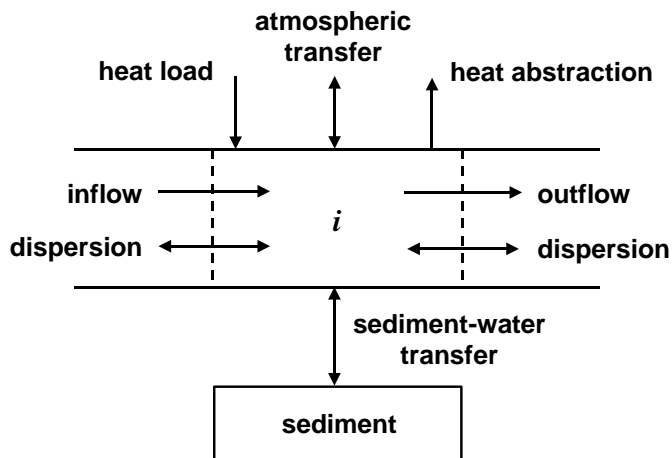 atmospheric
transfer
heat load
heat abstraction
inflow
outflow
i
dispersion
dispersion
sediment-water
transfer
sediment